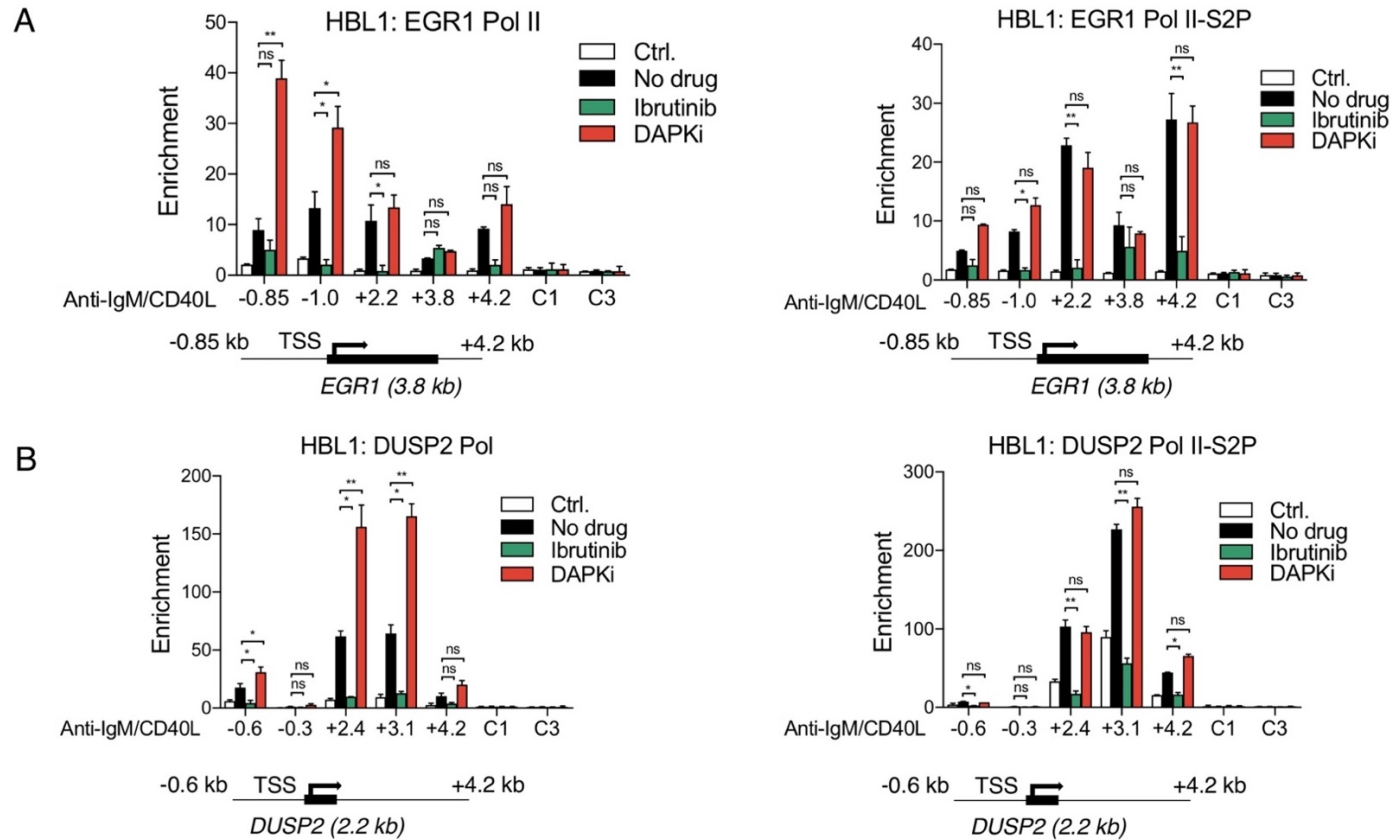 A
HBL1: EGR1 Pol II
Enrichment
50
40
30
20
10
0
** ns
* *
ns *
ns ns
ns ns
Ctrl.
No drug
Ibrutinib
DAPKi
Anti-IgM/CD40L -0.85 -1.0 +2.2 +3.8 +4.2 C1 C3
-0.85 kb TSS +4.2 kb
EGR1 (3.8 kb)
HBL1: EGR1 Pol II-S2P
Enrichment
40
30
20
10
0
ns ns
ns *
ns **
ns ns
ns **
Ctrl.
No drug
Ibrutinib
DAPKi
Anti-IgM/CD40L -0.85 -1.0 +2.2 +3.8 +4.2 C1 C3
-0.85 kb TSS +4.2 kb
EGR1 (3.8 kb)
B
HBL1: DUSP2 Pol
Enrichment
200
150
100
50
0
* *
ns ns
** *
** *
ns ns
Ctrl.
No drug
Ibrutinib
DAPKi
Anti-IgM/CD40L -0.6 -0.3 +2.4 +3.1 +4.2 C1 C3
-0.6 kb TSS +4.2 kb
DUSP2 (2.2 kb)
HBL1: DUSP2 Pol II-S2P
Enrichment
300
200
100
0
ns *
ns ns
ns **
ns **
ns *
Ctrl.
No drug
Ibrutinib
DAPKi
Anti-IgM/CD40L -0.6 -0.3 +2.4 +3.1 +4.2 C1 C3
-0.6 kb TSS +4.2 kb
DUSP2 (2.2 kb)